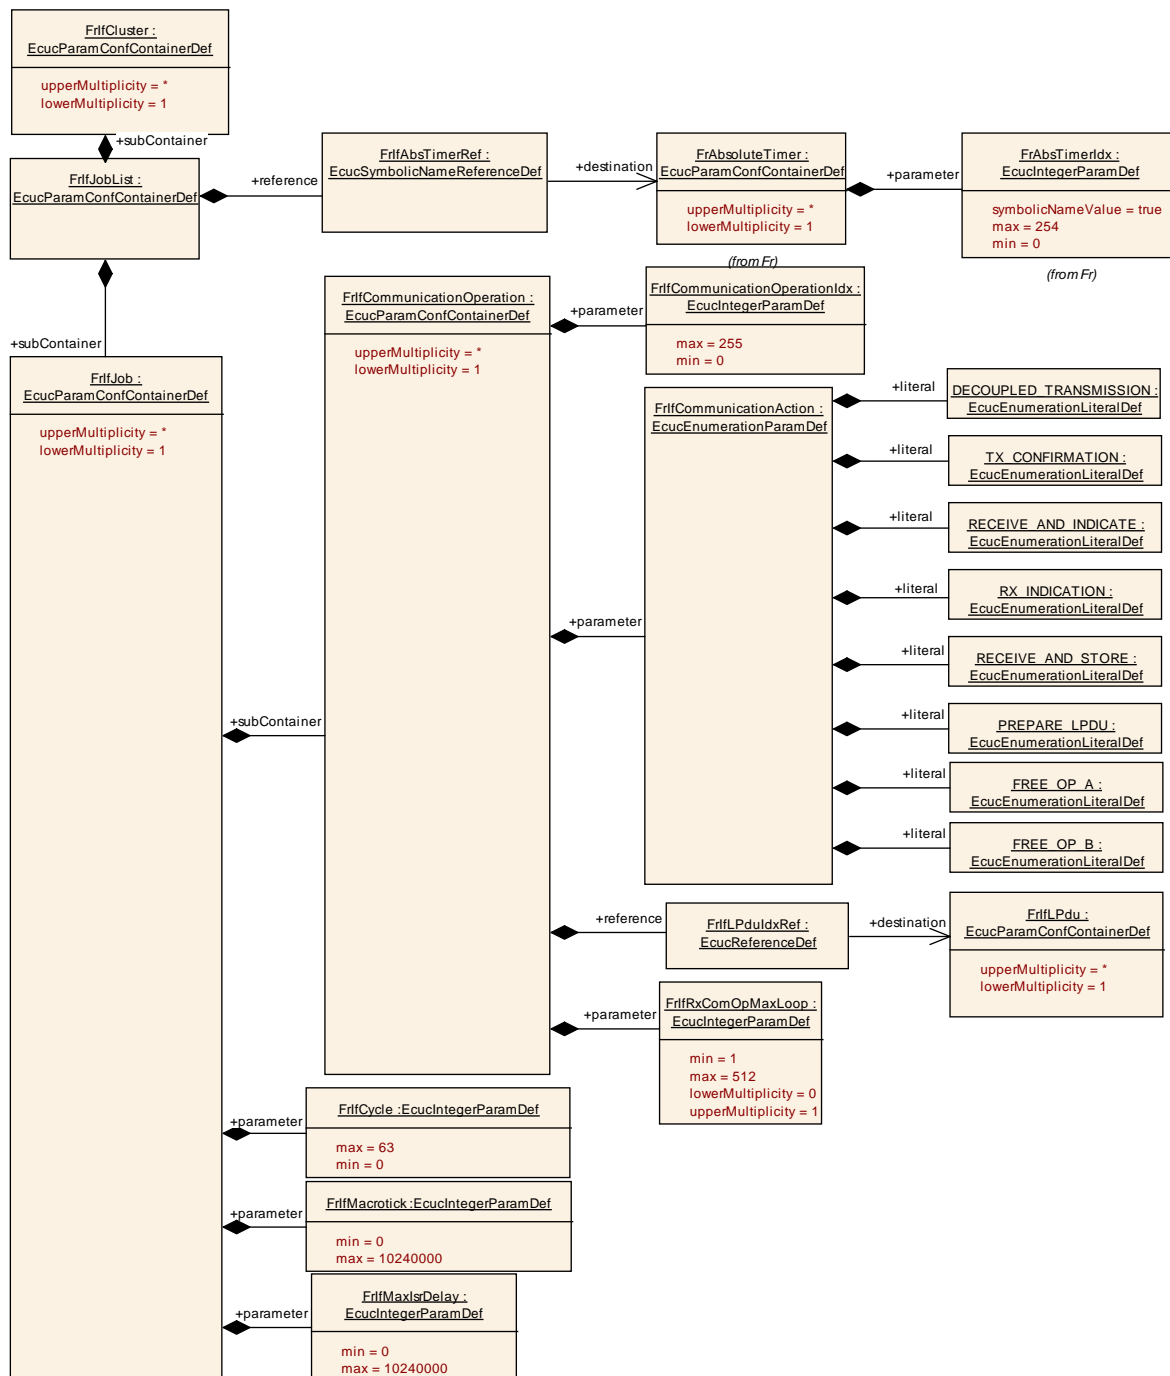 FrIfCluster :
EcucParamConfContainerDef
upperMultiplicity = *
lowerMultiplicity = 1
+subContainer
FrIfJobList :
EcucParamConfContainerDef
+reference
FrIfAbsTimerRef :
EcucSymbolicNameReferenceDef
+destination
FrAbsoluteTimer :
EcucParamConfContainerDef
upperMultiplicity = *
lowerMultiplicity = 1
(from Fr)
+parameter
FrAbsTimerIdx :
EcucIntegerParamDef
symbolicNameValue = true
max = 254
min = 0
(from Fr)
+subContainer
FrIfJob :
EcucParamConfContainerDef
upperMultiplicity = *
lowerMultiplicity = 1
+subContainer
FrIfCommunicationOperation :
EcucParamConfContainerDef
upperMultiplicity = *
lowerMultiplicity = 1
+parameter
FrIfCommunicationOperationIdx :
EcucIntegerParamDef
max = 255
min = 0
+parameter
FrIfCommunicationAction :
EcucEnumerationParamDef
+literal
DECOUPLED_TRANSMISSION :
EcucEnumerationLiteralDef
+literal
TX_CONFIRMATION :
EcucEnumerationLiteralDef
+literal
RECEIVE_AND_INDICATE :
EcucEnumerationLiteralDef
+literal
RX_INDICATION :
EcucEnumerationLiteralDef
+literal
RECEIVE_AND_STORE :
EcucEnumerationLiteralDef
+literal
PREPARE_LPDU :
EcucEnumerationLiteralDef
+literal
FREE_OP_A :
EcucEnumerationLiteralDef
+literal
FREE_OP_B :
EcucEnumerationLiteralDef
+reference
FrIfLPduIdxRef :
EcucReferenceDef
+destination
FrIfLPdu :
EcucParamConfContainerDef
upperMultiplicity = *
lowerMultiplicity = 1
+parameter
FrIfRxComOpMaxLoop :
EcucIntegerParamDef
min = 1
max = 512
lowerMultiplicity = 0
upperMultiplicity = 1
+parameter
FrIfCycle :EcucIntegerParamDef
max = 63
min = 0
+parameter
FrIfMacrotick :EcucIntegerParamDef
min = 0
max = 10240000
+parameter
FrIfMaxIsrDelay :
EcucIntegerParamDef
min = 0
max = 10240000